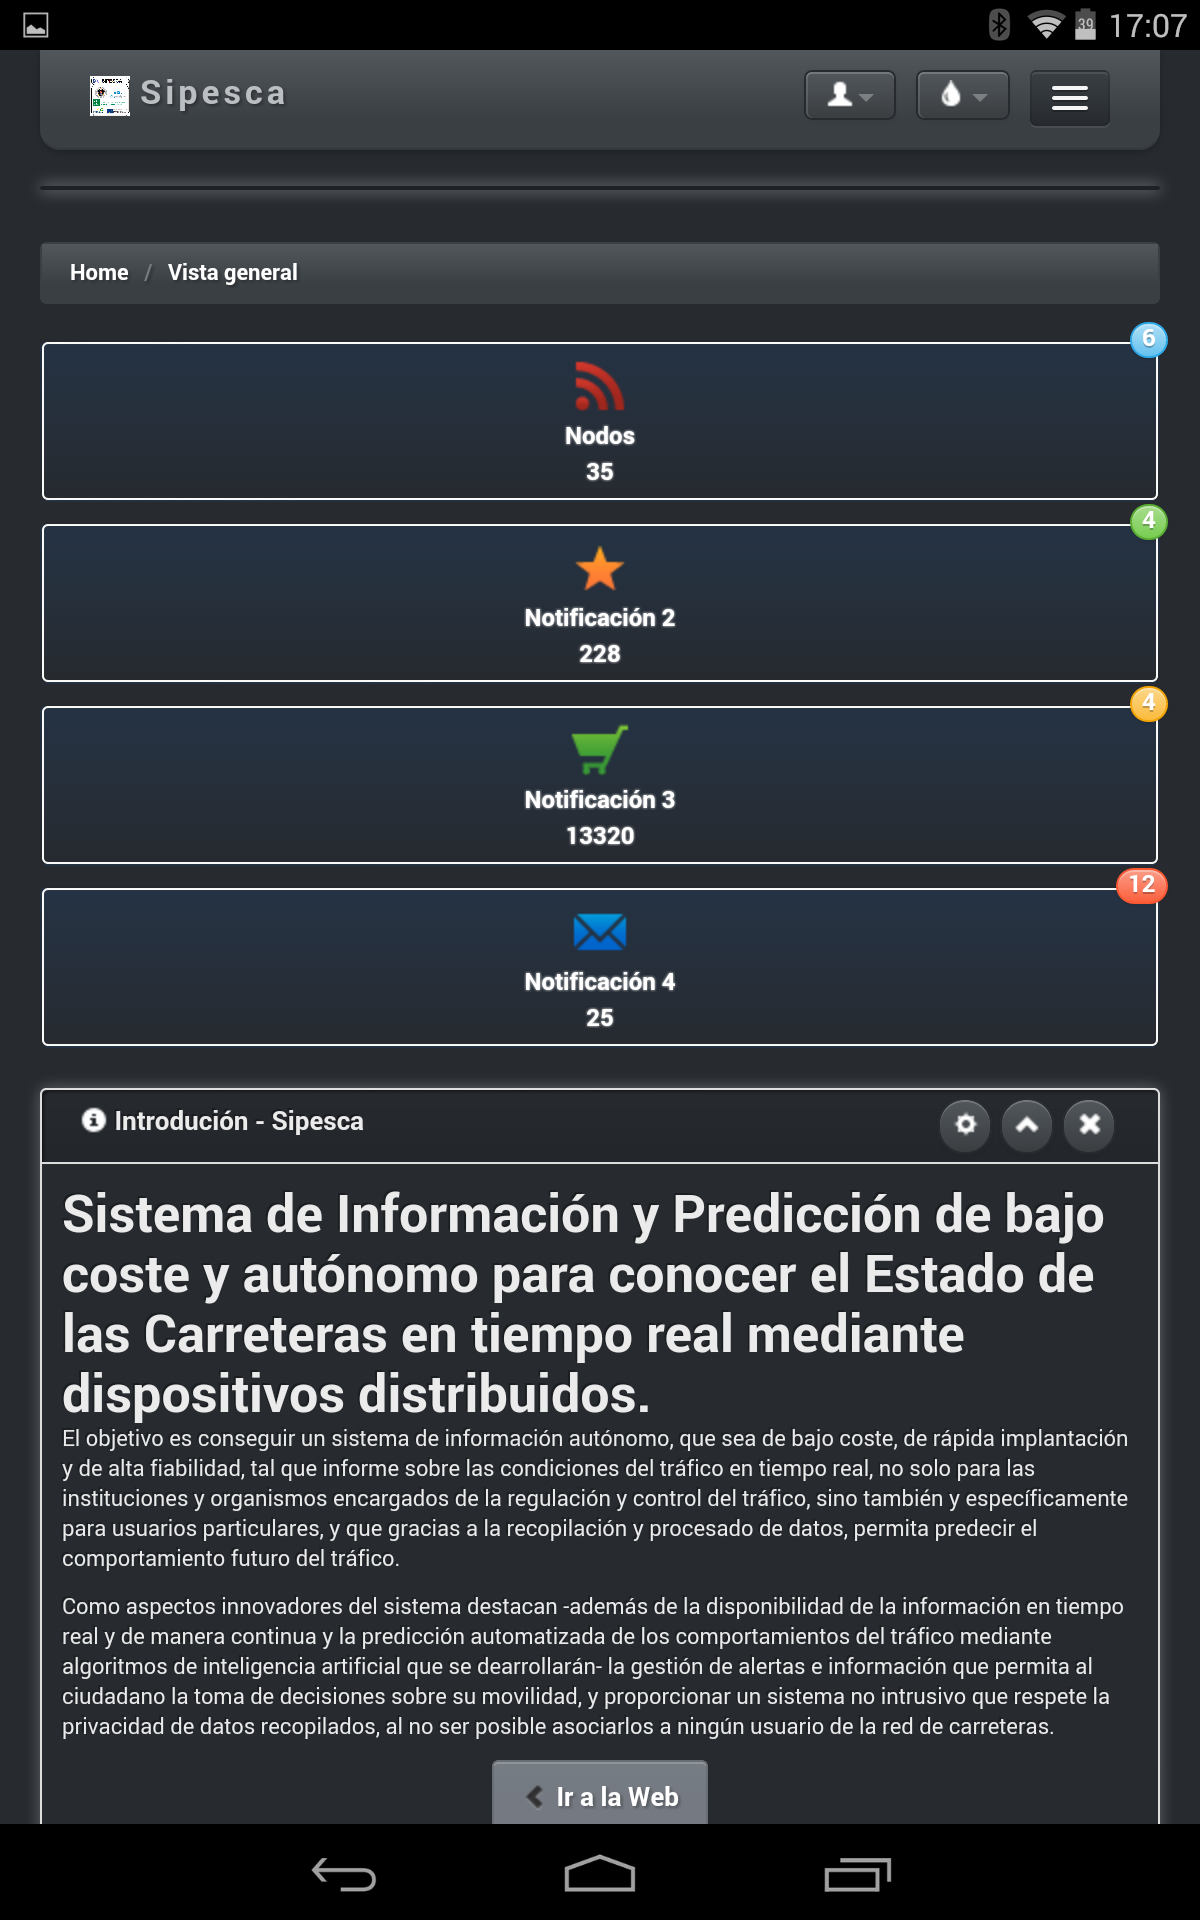 39 17:07
Sipesca
Home / Vista general
6
Nodos
35
4
Notificación 2
228
4
Notificación 3
13320
12
Notificación 4
25
Introdución - Sipesca
Sistema de Información y Predicción de bajo
coste y autónomo para conocer el Estado de
las Carreteras en tiempo real mediante
dispositivos distribuidos.
El objetivo es conseguir un sistema de información autónomo, que sea de bajo coste, de rápida implantación
y de alta fiabilidad, tal que informe sobre las condiciones del tráfico en tiempo real, no solo para las
instituciones y organismos encargados de la regulación y control del tráfico, sino también y específicamente
para usuarios particulares, y que gracias a la recopilación y procesado de datos, permita predecir el
comportamiento futuro del tráfico.
Como aspectos innovadores del sistema destacan -además de la disponibilidad de la información en tiempo
real y de manera continua y la predicción automatizada de los comportamientos del tráfico mediante
algoritmos de inteligencia artificial que se dearrollarán- la gestión de alertas e información que permita al
ciudadano la toma de decisiones sobre su movilidad, y proporcionar un sistema no intrusivo que respete la
privacidad de datos recopilados, al no ser posible asociarlos a ningún usuario de la red de carreteras.
Ir a la Web